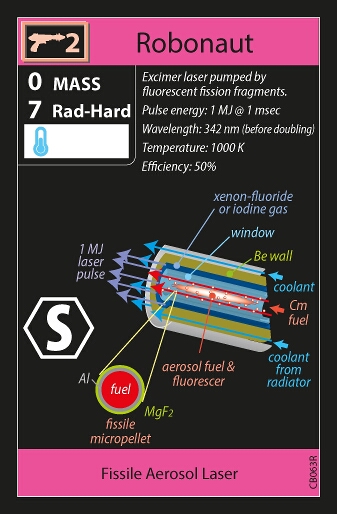 2
Robonaut
0 MASS
7 Rad-Hard
Excimer laser pumped by
fluorescent fission fragments.
Pulse energy: 1 MJ @ 1 msec
Wavelength: 342 nm (before doubling)
Temperature: 1000 K
Efficiency: 50%
xenon-fluoride
or iodine gas
window
Be wall
1 MJ
laser
pulse
coolant
Cm
fuel
S
aerosol fuel &
fluorescer
coolant
from
radiator
Al
fuel
MgF2
fissile
micropellet
Fissile Aerosol Laser
CB063R